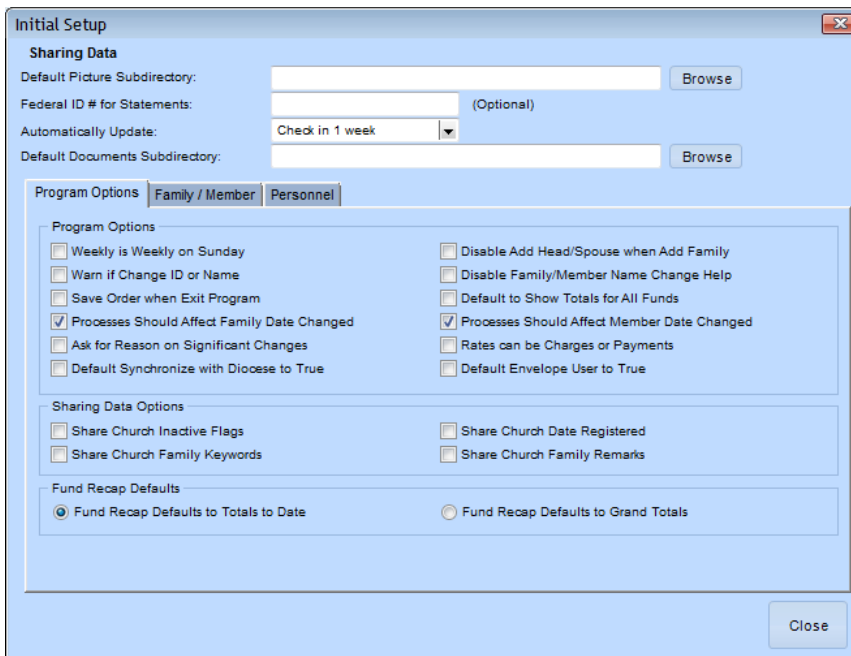 Initial Setup
Sharing Data
Default Picture Subdirectory: Browse
Federal ID # for Statements: (Optional)
Automatically Update: Check in 1 week
Default Documents Subdirectory: Browse
Program Options Family / Member Personnel
Program Options
Weekly is Weekly on Sunday Disable Add Head/Spouse when Add Family
Warn if Change ID or Name Disable Family/Member Name Change Help
Save Order when Exit Program Default to Show Totals for All Funds
Processes Should Affect Family Date Changed Processes Should Affect Member Date Changed
Ask for Reason on Significant Changes Rates can be Charges or Payments
Default Synchronize with Diocese to True Default Envelope User to True
Sharing Data Options
Share Church Inactive Flags Share Church Date Registered
Share Church Family Keywords Share Church Family Remarks
Fund Recap Defaults
Fund Recap Defaults to Totals to Date Fund Recap Defaults to Grand Totals
Close